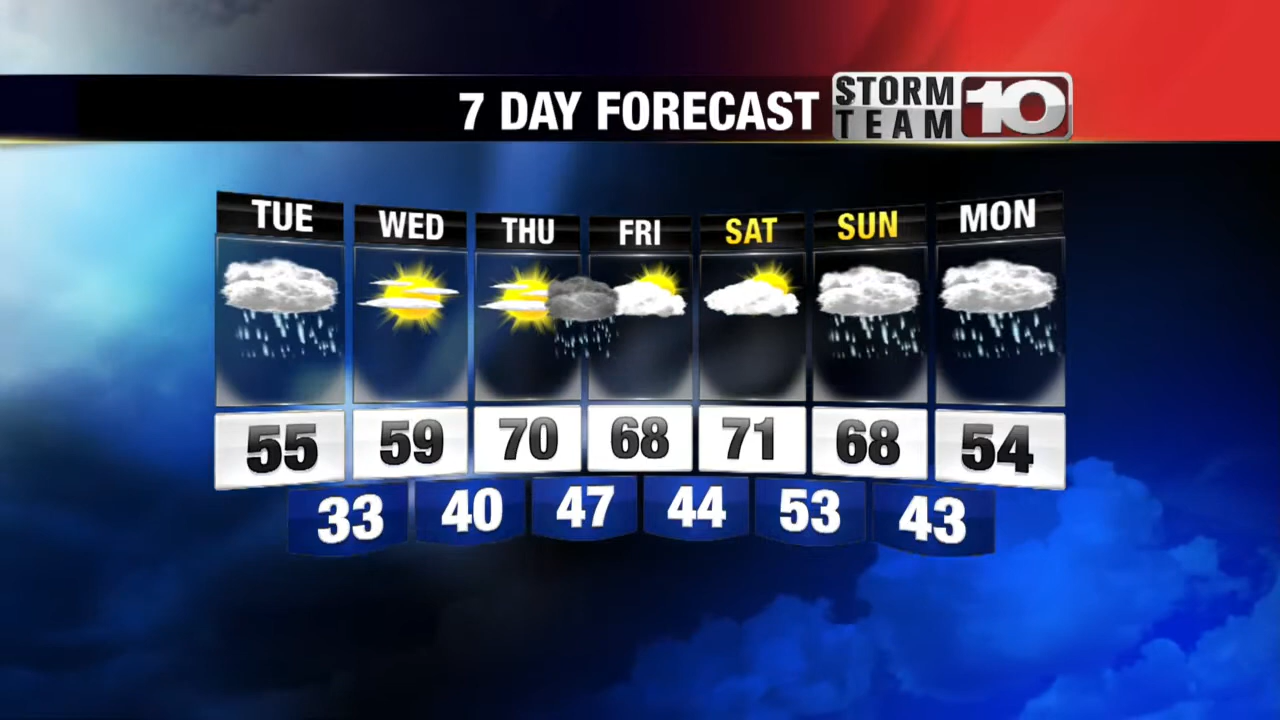 7 DAY FORECAST
STORM TEAM 10
TUE WED THU FRI SAT SUN MON
55 59 70 68 71 68 54
33 40 47 44 53 43